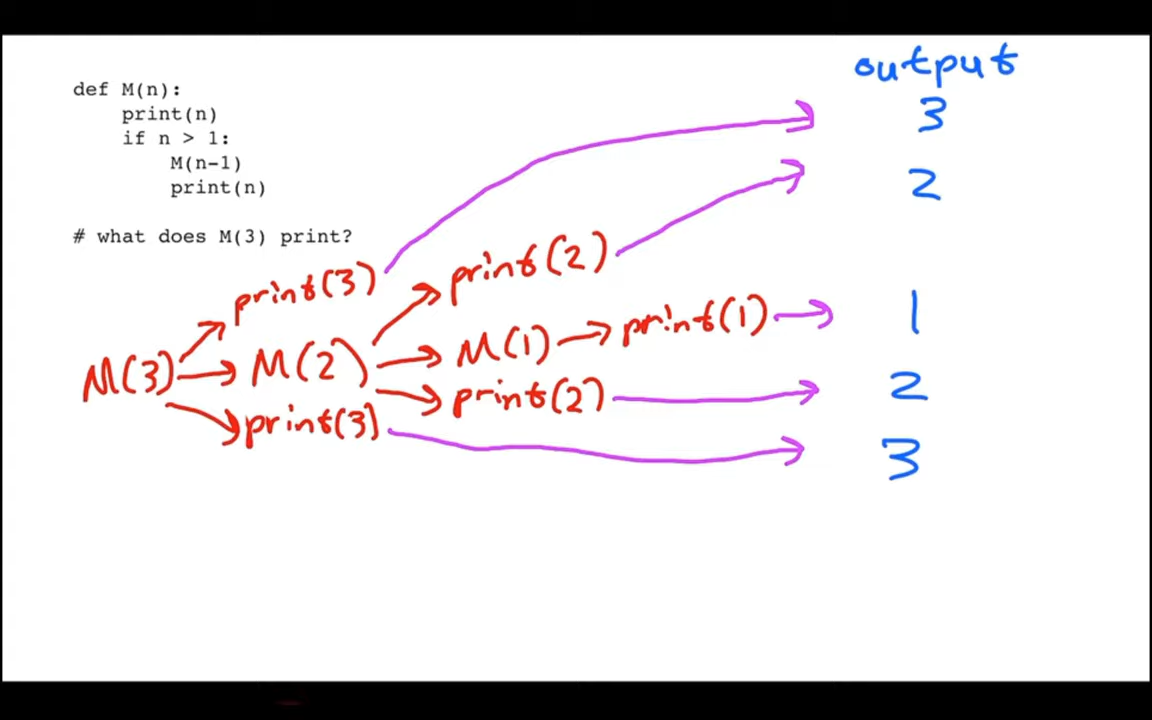 def M(n):
    print(n)
    if n > 1:
        M(n-1)
        print(n)
# what does M(3) print?
output
3
2
1
2
3
print(3)
print(2)
M(3)
M(2)
M(1)
print(1)
print(2)
print(3)